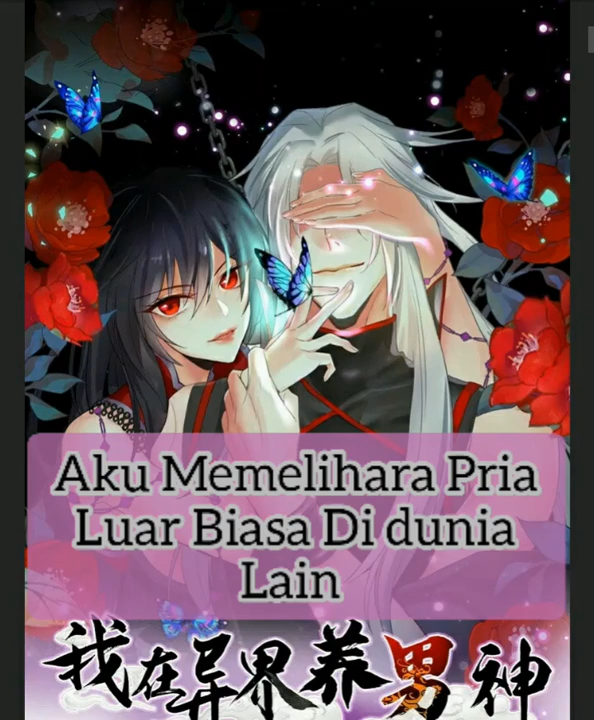 Aku Memelihara Pria
Luar Biasa Di dunia
Lain
我在异界养男神